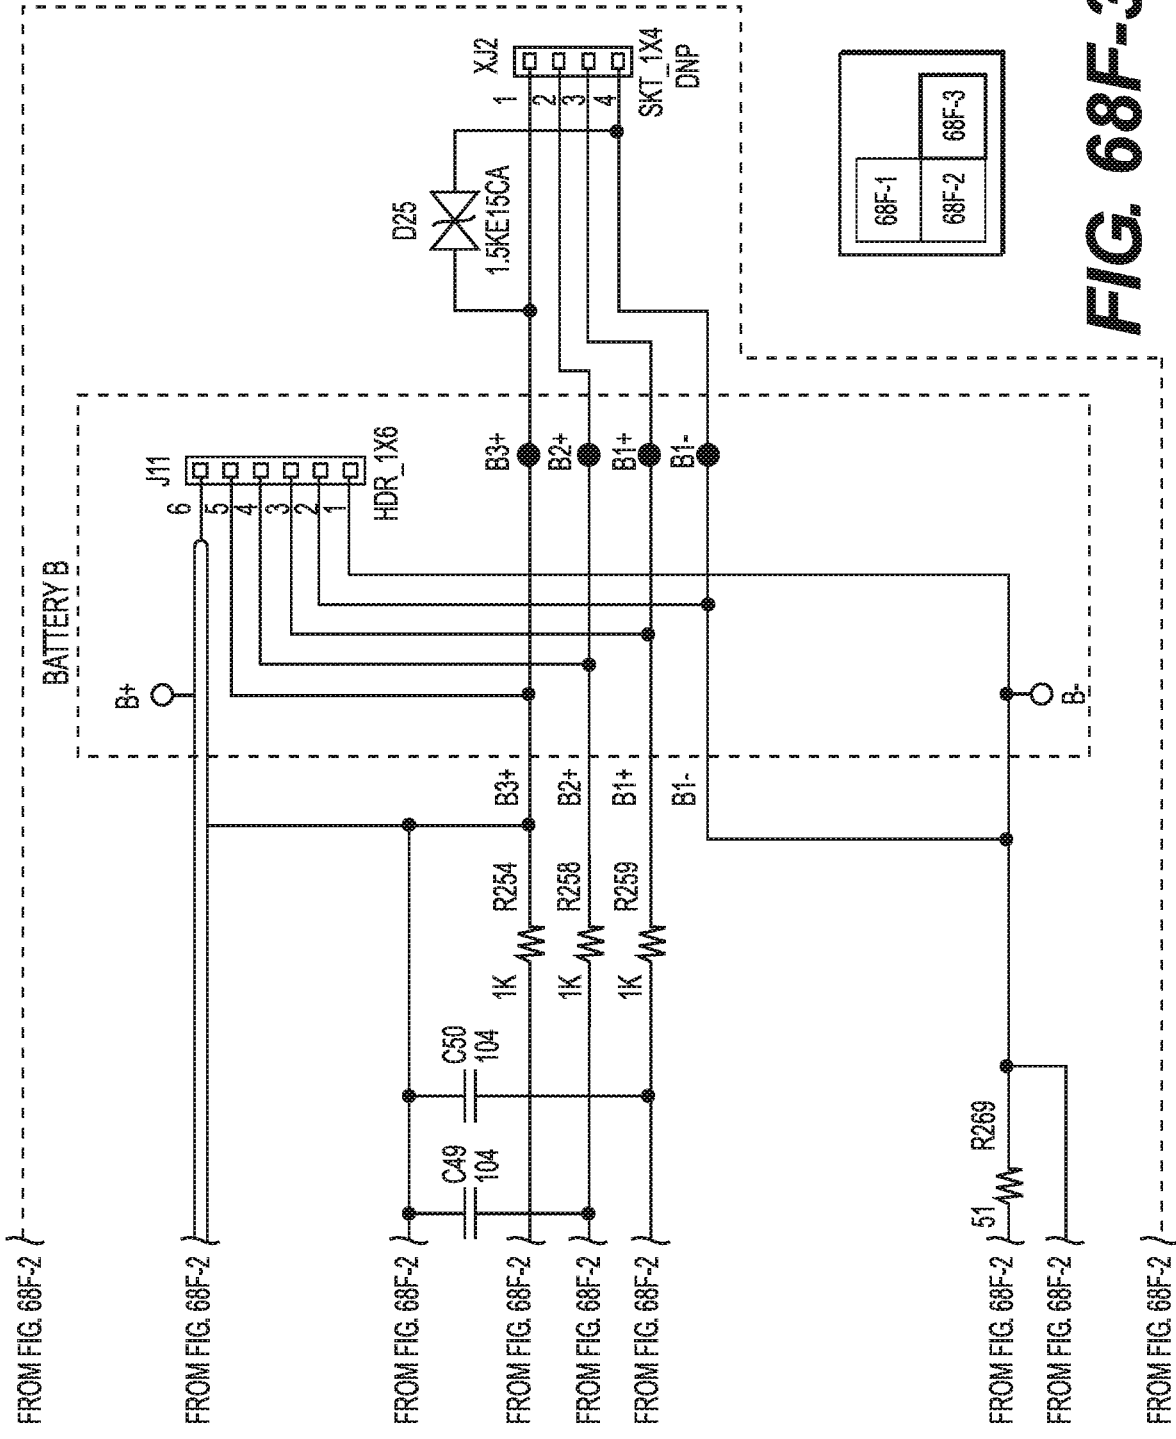 BATTERY B
J11
6
5
4
3
2
1
HDR_1X6
B+
B-
XJ2
1
2
3
4
SKT_1X4
DNP
D25
1.5KE15CA
B3+
B2+
B1+
B1-
B3+
B2+
B1+
B1-
R254
1K
R258
1K
R259
1K
C50
104
C49
104
R269
51
FROM FIG. 68F-2
FROM FIG. 68F-2
FROM FIG. 68F-2
FROM FIG. 68F-2
FROM FIG. 68F-2
FROM FIG. 68F-2
FROM FIG. 68F-2
FROM FIG. 68F-2
FROM FIG. 68F-2
68F-1
68F-2
68F-3
FIG. 68F-3